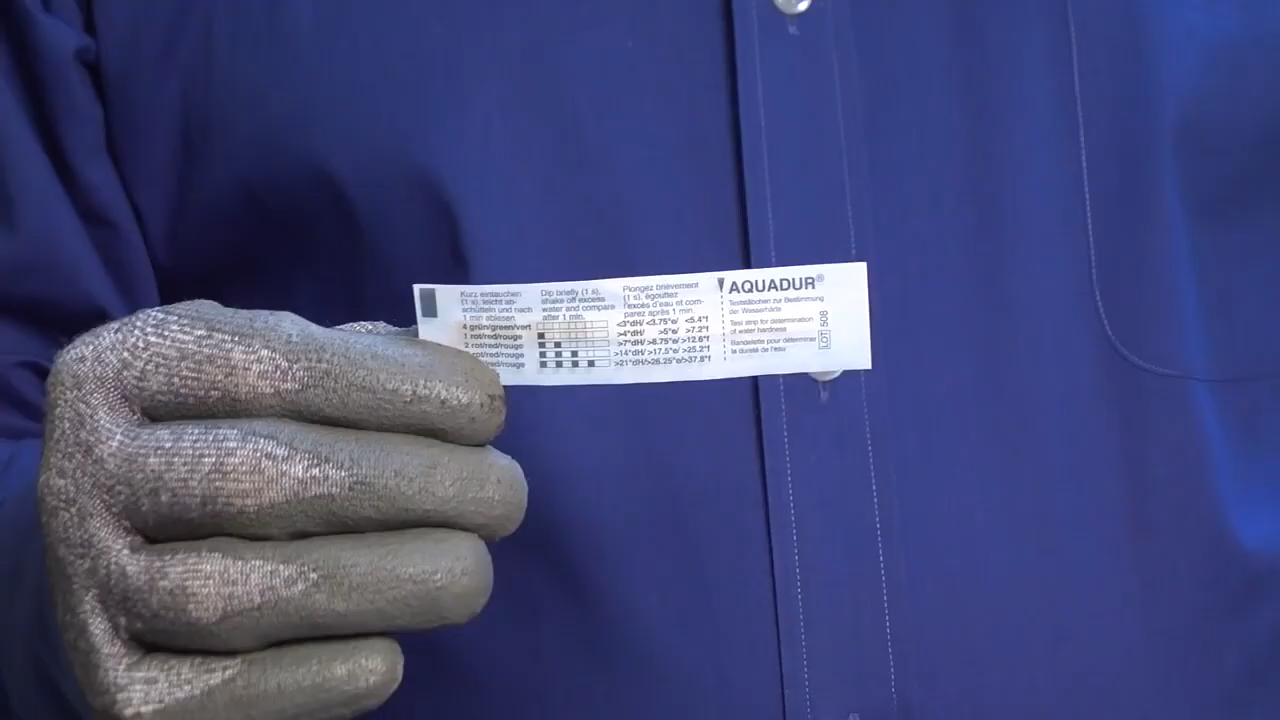 Kurz eintauchen
(1 s), leicht ab-
schütteln und nach
1 min ablesen.
Dip briefly (1 s),
shake off excess
water and compare
after 1 min.
Plongez brièvement
(1 s), égouttez
l'excès d'eau et com-
parez après 1 min.
4 grün/green/vert <3°dH/ <3.75°e/ <5.4°f
1 rot/red/rouge >4°dH/ >5°e/ >7.2°f
2 rot/red/rouge >7°dH/ >8.75°e/ >12.6°f
rot/red/rouge >14°dH/ >17.5°e/ >25.2°f
red/rouge >21°dH/ >26.25°e/ >37.8°f
AQUADUR®
Teststäbchen zur Bestimmung
der Wasserhärte
Test strip for determination
of water hardness
Bandelette pour déterminer
la dureté de l'eau
LOT 508